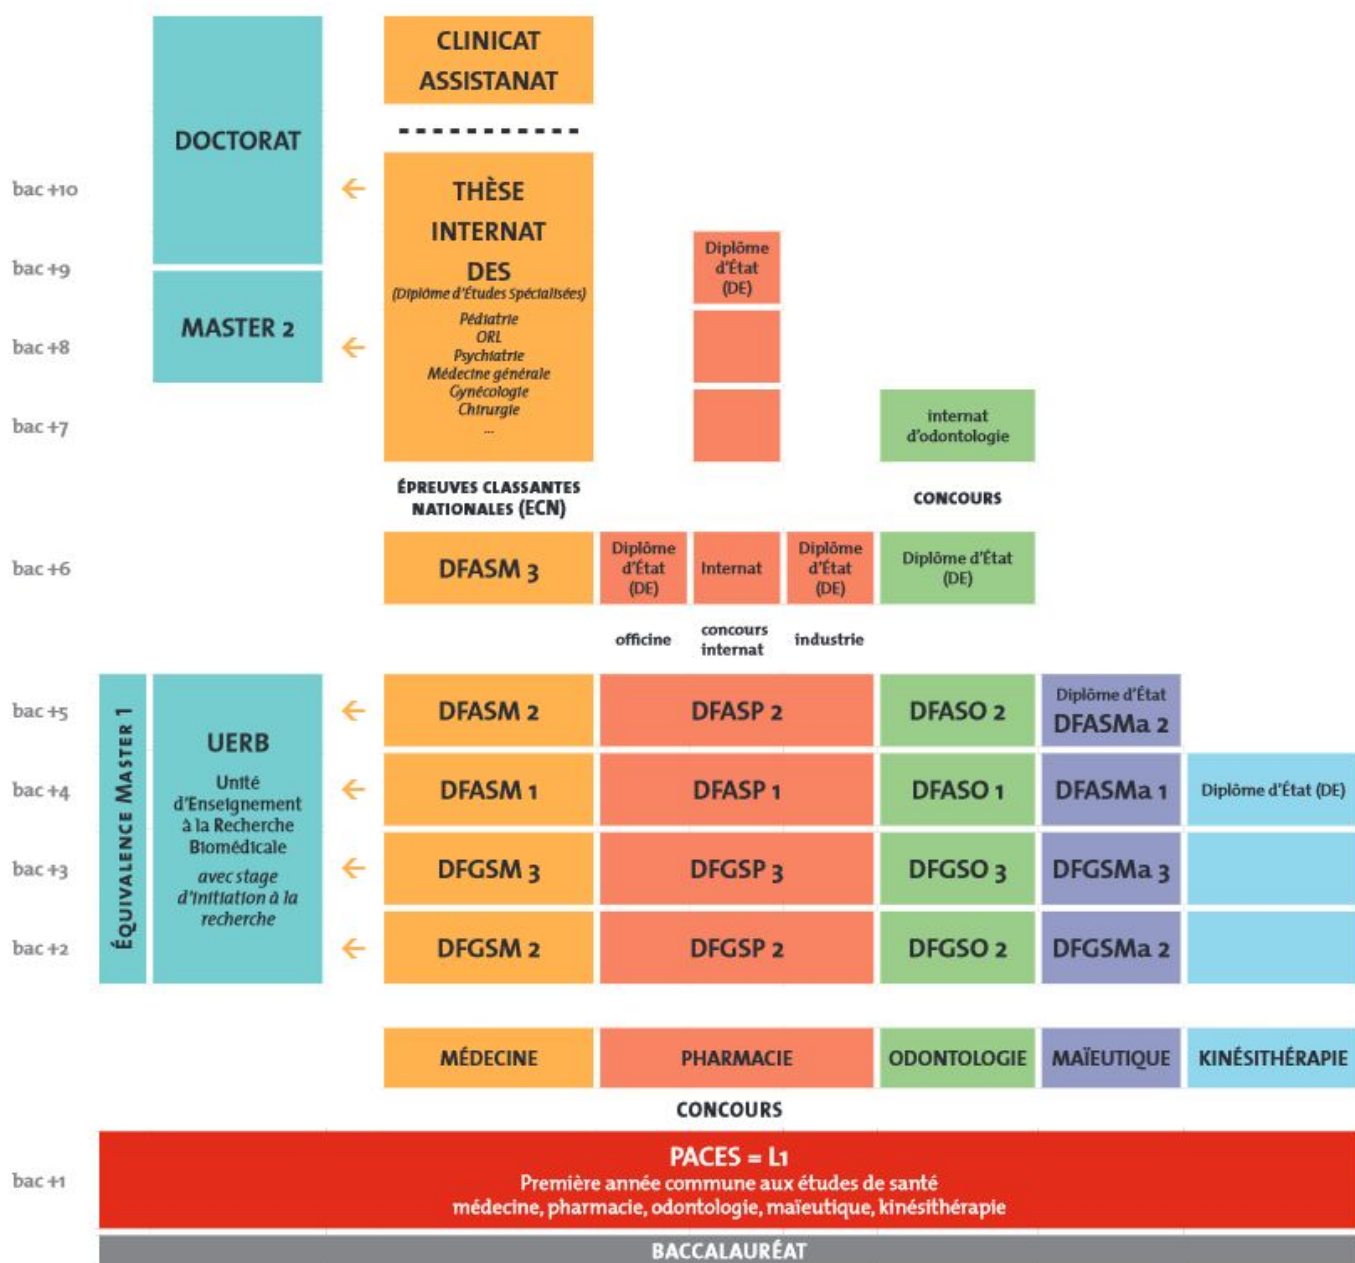 CLINICAT
ASSISTANAT
DOCTORAT
bac +10
THÈSE
INTERNAT
DES
(Diplôme d'Études Spécialisées)
Pédiatrie
ORL
Psychiatrie
Médecine générale
Gynécologie
Chirurgie
...
bac +9
Diplôme
d'État
(DE)
MASTER 2
bac +8
bac +7
internat
d'odontologie
ÉPREUVES CLASSANTES
NATIONALES (ECN)
CONCOURS
bac +6
DFASM 3
Diplôme
d'État
(DE)
Internat
Diplôme
d'État
(DE)
Diplôme d'État
(DE)
officine
concours
internat
industrie
ÉQUIVALENCE MASTER 1
UERB
Unité
d'Enseignement
à la Recherche
Biomédicale
avec stage
d'initiation à la
recherche
bac +5
DFASM 2
DFASP 2
DFASO 2
Diplôme d'État
DFASMa 2
bac +4
DFASM 1
DFASP 1
DFASO 1
DFASMa 1
Diplôme d'État (DE)
bac +3
DFGSM 3
DFGSP 3
DFGSO 3
DFGSMa 3
bac +2
DFGSM 2
DFGSP 2
DFGSO 2
DFGSMa 2
MÉDECINE
PHARMACIE
ODONTOLOGIE
MAÏEUTIQUE
KINÉSITHÉRAPIE
CONCOURS
bac +1
PACES = L1
Première année commune aux études de santé
médecine, pharmacie, odontologie, maïeutique, kinésithérapie
BACCALAURÉAT